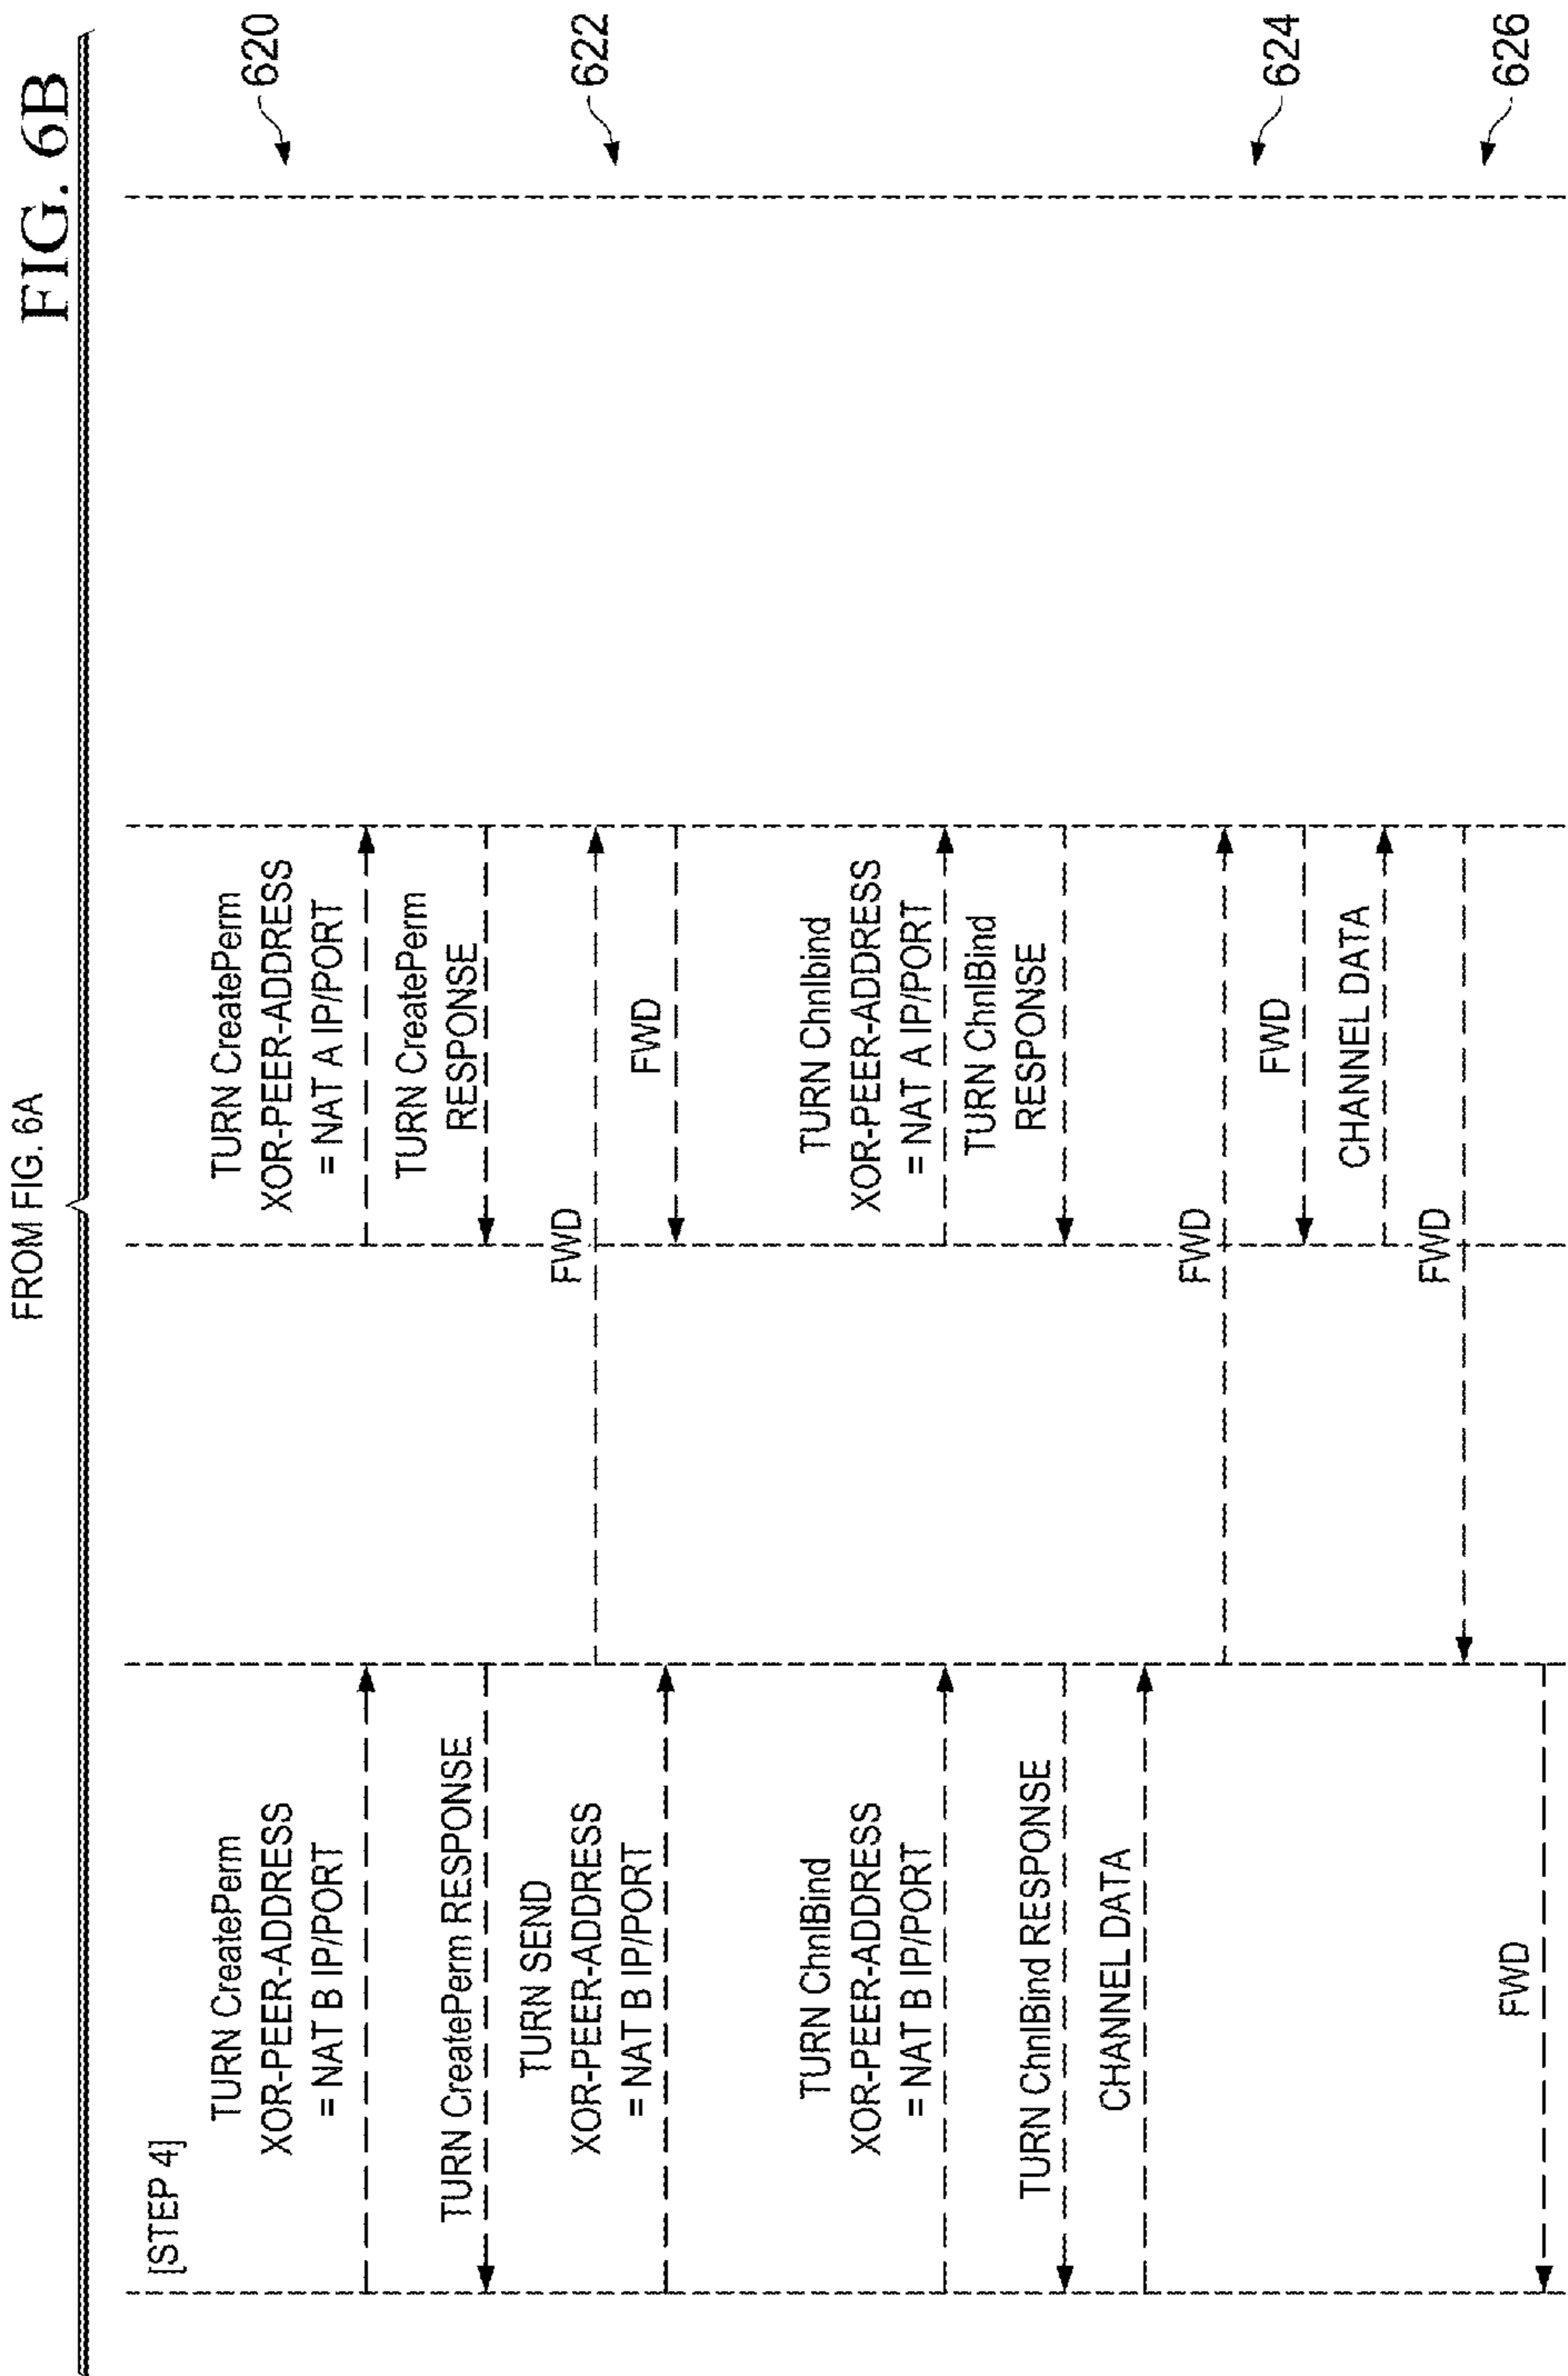 FROM FIG. 6A
FIG. 6B
[STEP 4]
TURN CreatePerm
XOR-PEER-ADDRESS
= NAT B IP/PORT
TURN CreatePerm
XOR-PEER-ADDRESS
= NAT A IP/PORT
620
TURN CreatePerm RESPONSE
TURN CreatePerm
RESPONSE
TURN SEND
XOR-PEER-ADDRESS
= NAT B IP/PORT
FWD
FWD
622
TURN ChnlBind
XOR-PEER-ADDRESS
= NAT B IP/PORT
TURN Chnlbind
XOR-PEER-ADDRESS
= NAT A IP/PORT
TURN ChnlBind RESPONSE
TURN ChnlBind
RESPONSE
CHANNEL DATA
FWD
FWD
624
CHANNEL DATA
FWD
626
FWD